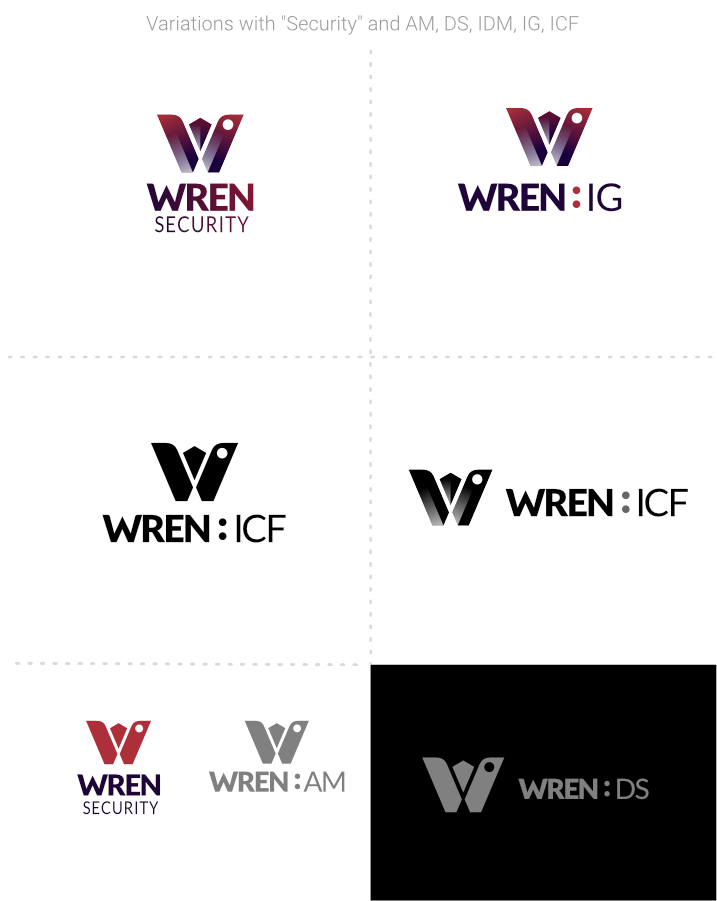 Variations with "Security" and AM, DS, IDM, IG, ICF
WREN
SECURITY
WREN:IG
WREN:ICF
WREN:ICF
WREN
SECURITY
WREN:AM
WREN:DS